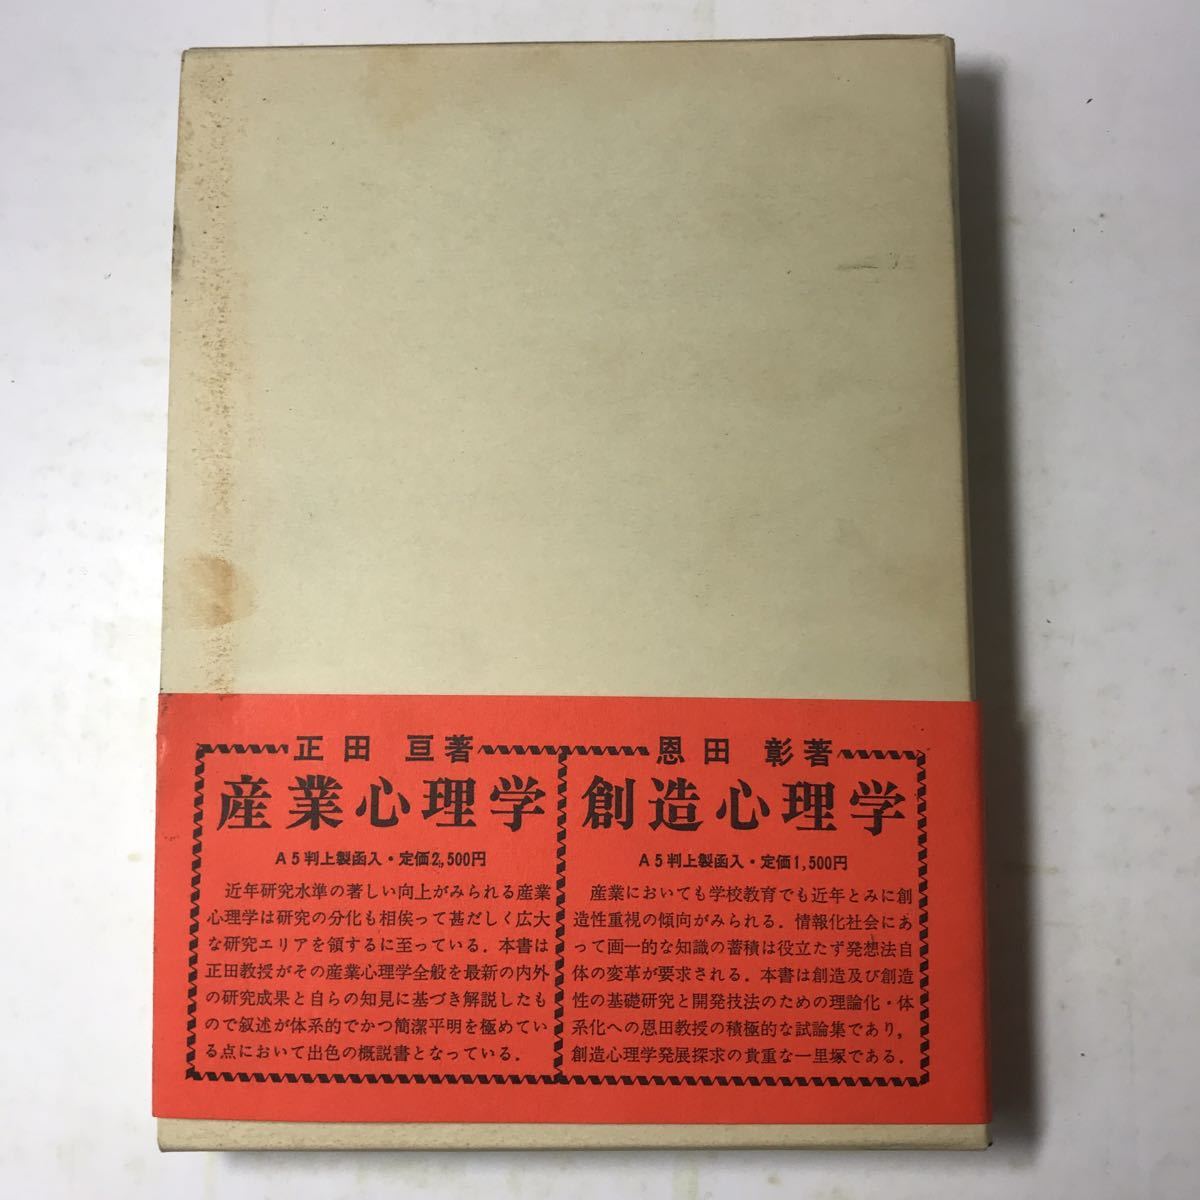 正田 亘著
産業心理学
A5判上製函入・定価2,500円
近年研究水準の著しい向上がみられる産業
心理学は研究の分化も相俟って甚だしく広大
な研究エリアを領するに至っている．本書は
正田教授がその産業心理学全般を最新の内外
の研究成果と自らの知見に基づき解説したも
ので叙述が体系的でかつ簡潔平明を極めてい
る点において出色の概説書となっている．
恩田 彰著
創造心理学
A5判上製函入・定価1,500円
産業においても学校教育でも近年とみに創
造性重視の傾向がみられる．情報化社会にあ
って画一的な知識の蓄積は役立たず発想法自
体の変革が要求される．本書は創造及び創造
性の基礎研究と開発技法のための理論化・体
系化への恩田教授の積極的な試論集であり，
創造心理学発展探求の貴重な一里塚である．